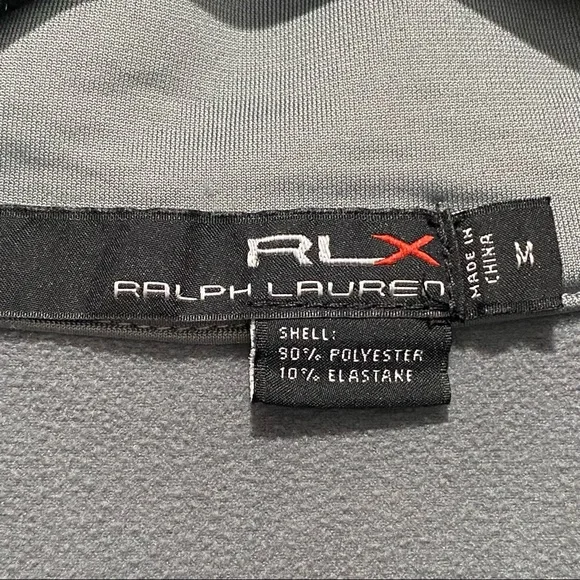 RLX
RALPH LAUREN
MADE IN
CHINA
M
SHELL:
90% POLYESTER
10% ELASTANE